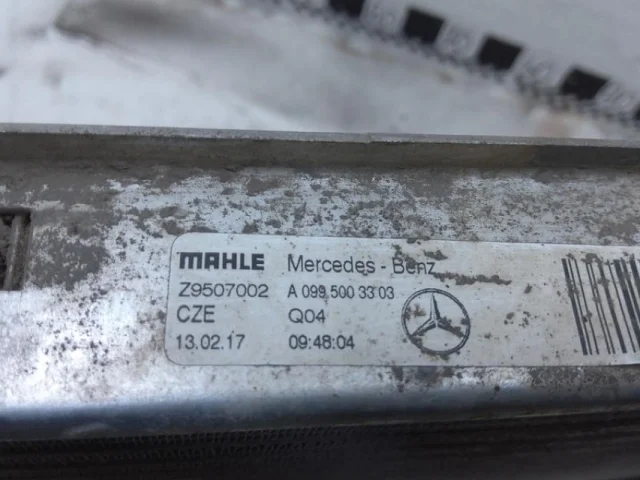 MAHLE Mercedes - Benz
Z9507002 A 099 500 33 03
CZE Q04
13.02.17 09:48:04